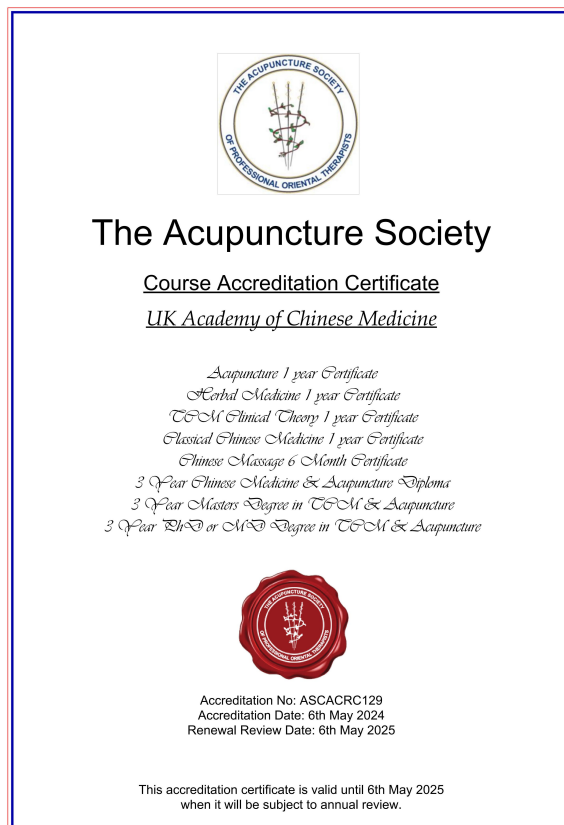 THE ACUPUNCTURE SOCIETY
OF PROFESSIONAL ORIENTAL THERAPISTS
The Acupuncture Society
Course Accreditation Certificate
UK Academy of Chinese Medicine
Acupuncture 1 year Certificate
Herbal Medicine 1 year Certificate
TCM Clinical Theory 1 year Certificate
Classical Chinese Medicine 1 year Certificate
Chinese Massage 6 Month Certificate
3 Year Chinese Medicine & Acupuncture Diploma
3 Year Masters Degree in TCM & Acupuncture
3 Year PhD or MD Degree in TCM & Acupuncture
THE ACUPUNCTURE SOCIETY
OF PROFESSIONAL ORIENTAL THERAPISTS
Accreditation No: ASCACRC129
Accreditation Date: 6th May 2024
Renewal Review Date: 6th May 2025
This accreditation certificate is valid until 6th May 2025
when it will be subject to annual review.